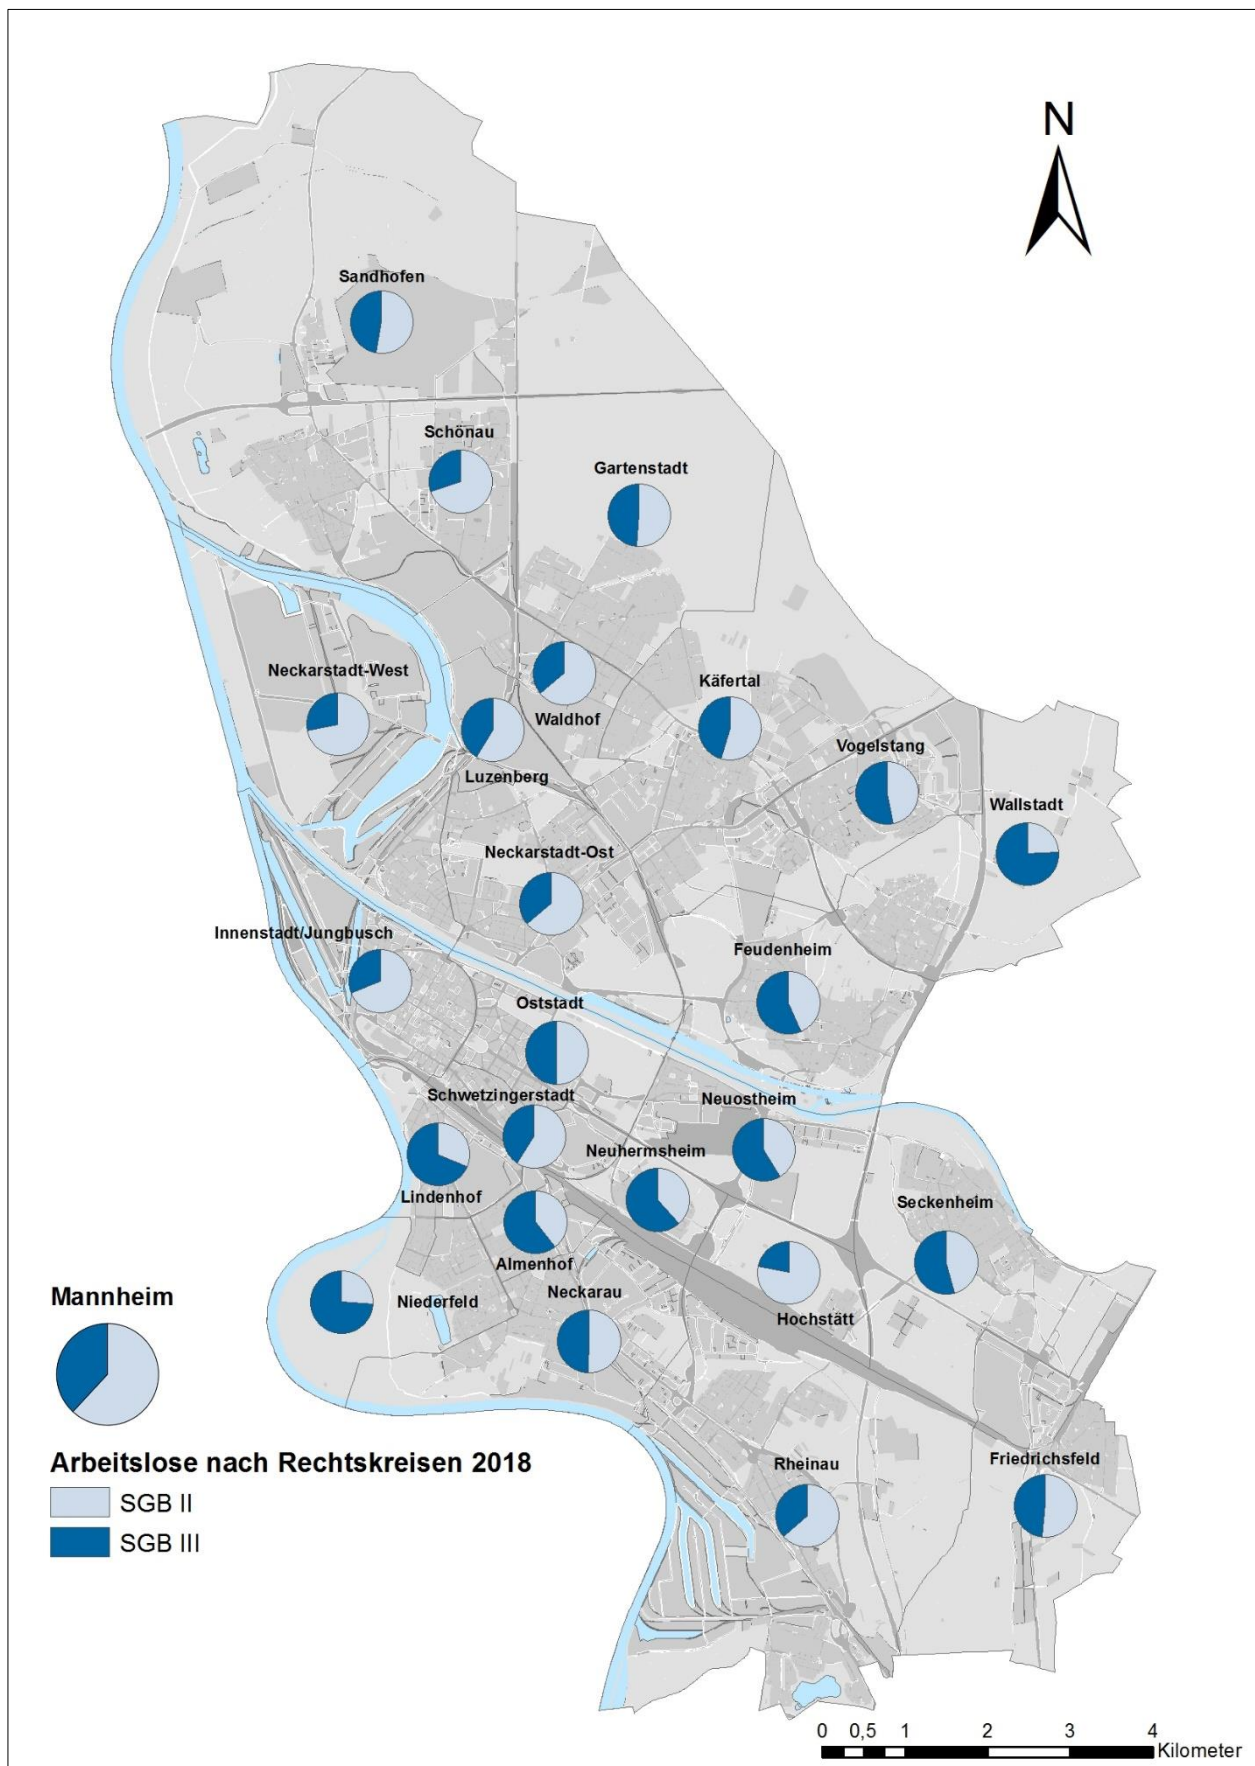 N
Sandhofen
Schönau
Gartenstadt
Neckarstadt-West
Waldhof
Käfertal
Luzenberg
Vogelstang
Wallstadt
Neckarstadt-Ost
Innenstadt/Jungbusch
Feudenheim
Oststadt
Schwetzingerstadt
Neuostheim
Neuhermsheim
Lindenhof
Seckenheim
Almenhof
Neckarau
Niederfeld
Hochstätt
Mannheim
Arbeitslose nach Rechtskreisen 2018
SGB II
SGB III
Rheinau
Friedrichsfeld
0 0,5 1 2 3 4
Kilometer